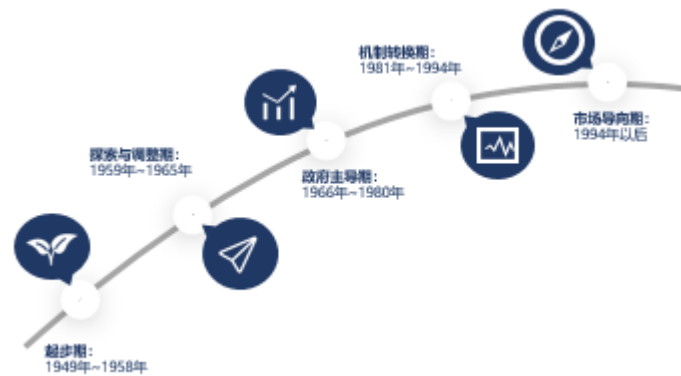 起步期：
1949年~1958年
探索与调整期：
1959年~1965年
政府主导期：
1966年~1980年
机制转换期：
1981年~1994年
市场导向期：
1994年以后